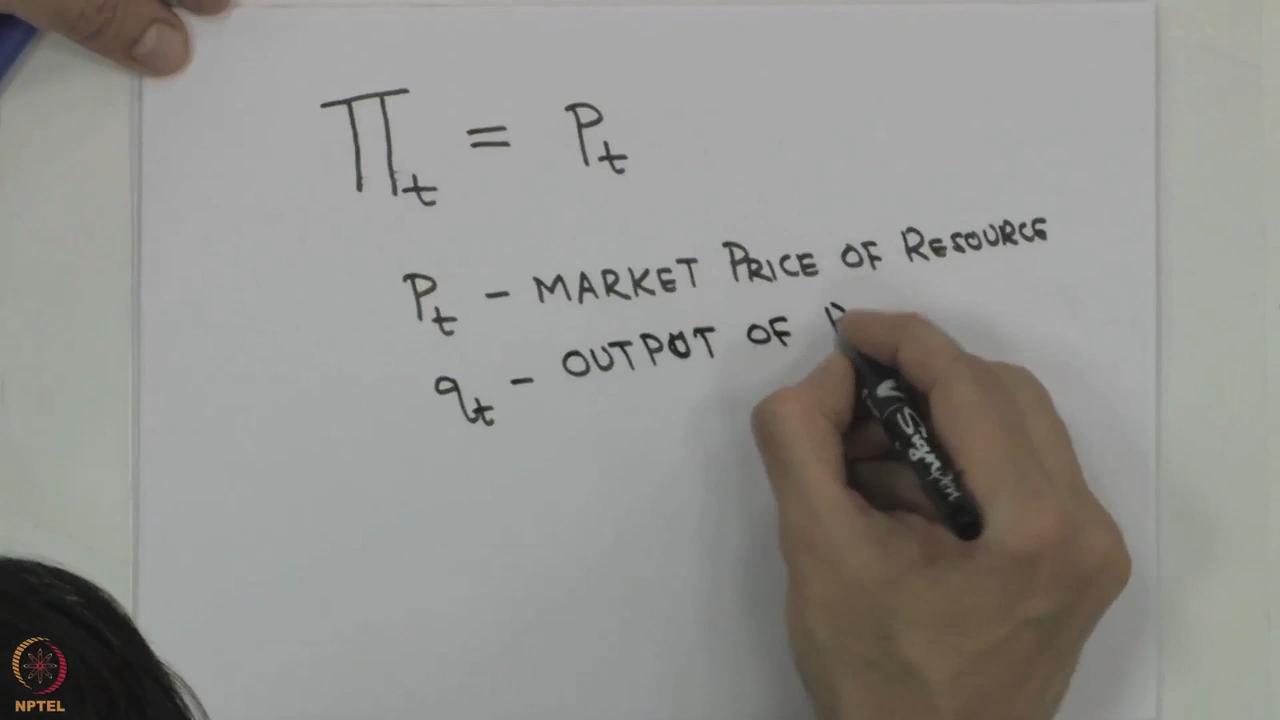 Π_t = P_t
P_t - MARKET PRICE OF RESOURCE
q_t - OUTPUT OF
NPTEL